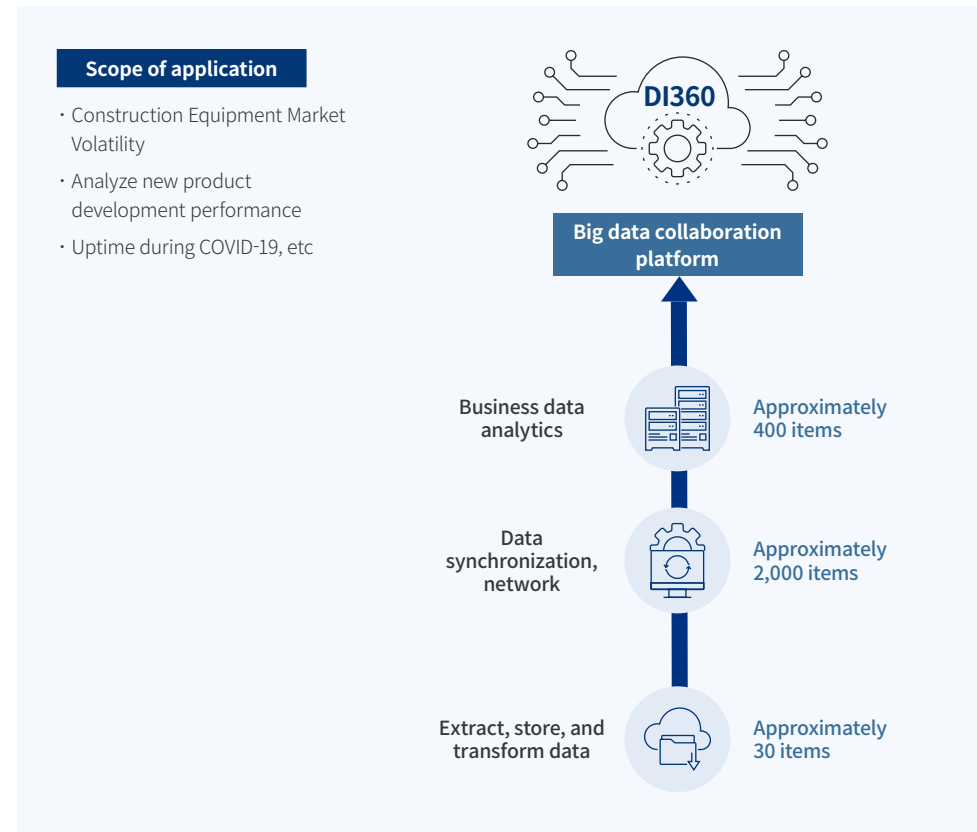 Scope of application
· Construction Equipment Market
Volatility
· Analyze new product
development performance
· Uptime during COVID-19, etc
DI360
Big data collaboration
platform
Business data
analytics
Approximately
400 items
Data
synchronization,
network
Approximately
2,000 items
Extract, store, and
transform data
Approximately
30 items